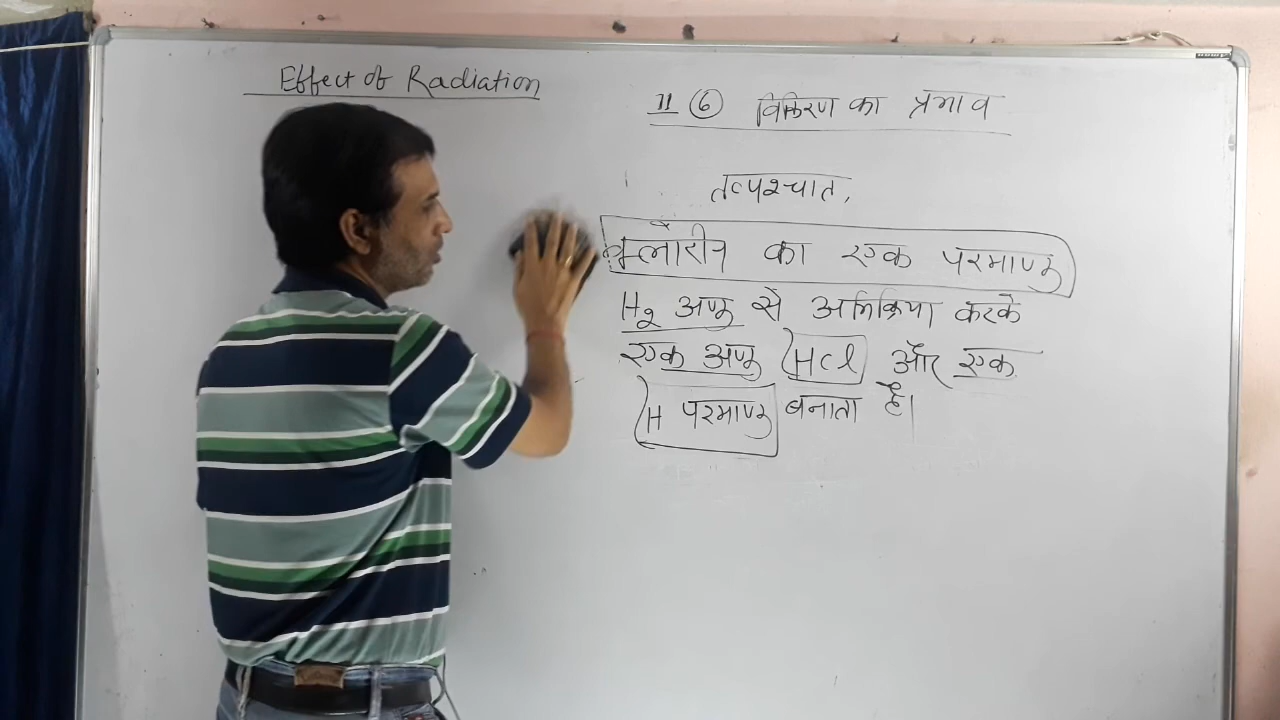 Effect of Radiation
11 6 विकिरण का प्रभाव
तत्पश्चात,
क्लोरीन का एक परमाणु
H2 अणु से अभिक्रिया करके
एक अणु HCl और एक
H परमाणु बनाता है।